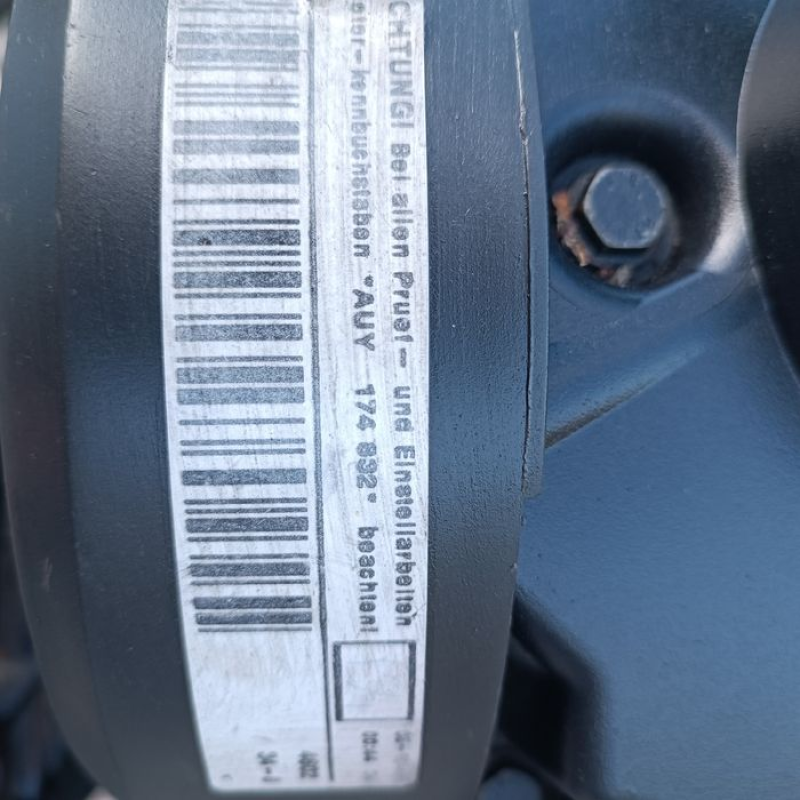 CHTUNG! Bei allen Pruef- und Einstellarbeiten
otor-kennbuchstaben "AUY 174 892" beachten!